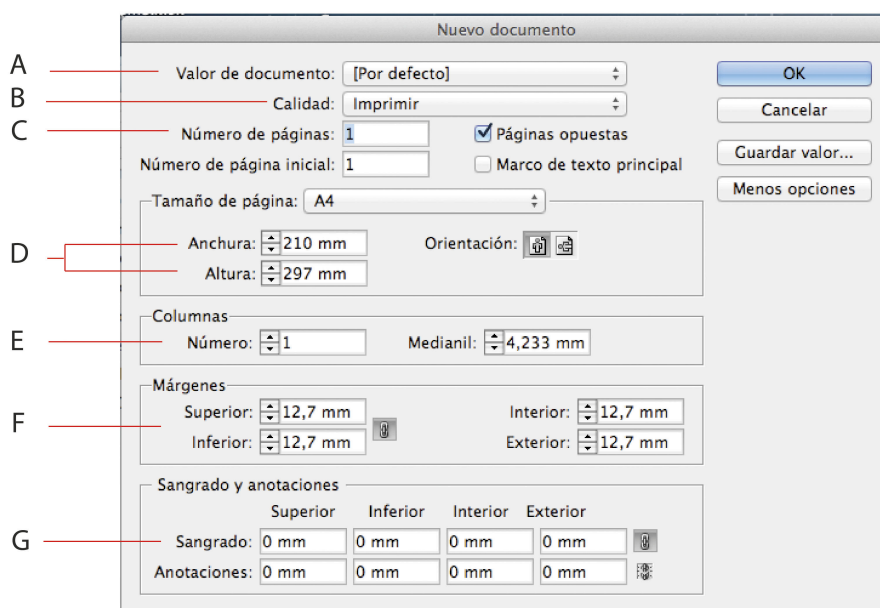 Nuevo documento
A Valor de documento: [Por defecto] OK
B Calidad: Imprimir Cancelar
C Número de páginas: 1 Páginas opuestas
Número de página inicial: 1 Marco de texto principal Guardar valor...
Tamaño de página: A4 Menos opciones
D Anchura: 210 mm Orientación:
Altura: 297 mm
Columnas
E Número: 1 Medianil: 4,233 mm
Márgenes
F Superior: 12,7 mm Interior: 12,7 mm
Inferior: 12,7 mm Exterior: 12,7 mm
Sangrado y anotaciones
Superior Inferior Interior Exterior
G Sangrado: 0 mm 0 mm 0 mm 0 mm
Anotaciones: 0 mm 0 mm 0 mm 0 mm